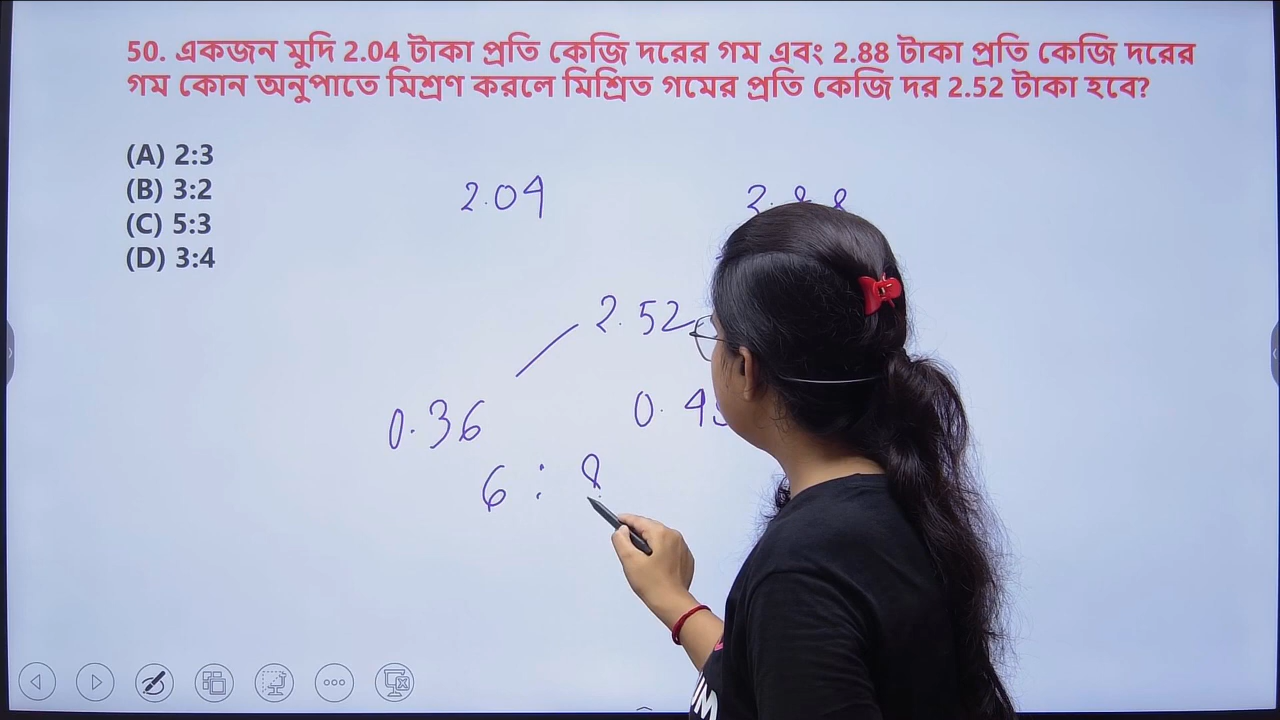 50. একজন মুদি 2.04 টাকা প্রতি কেজি দরের গম এবং 2.88 টাকা প্রতি কেজি দরের
গম কোন অনুপাতে মিশ্রণ করলে মিশ্রিত গমের প্রতি কেজি দর 2.52 টাকা হবে?
(A) 2:3
(B) 3:2
(C) 5:3
(D) 3:4
2.04
2.52
0.36
6 : 8